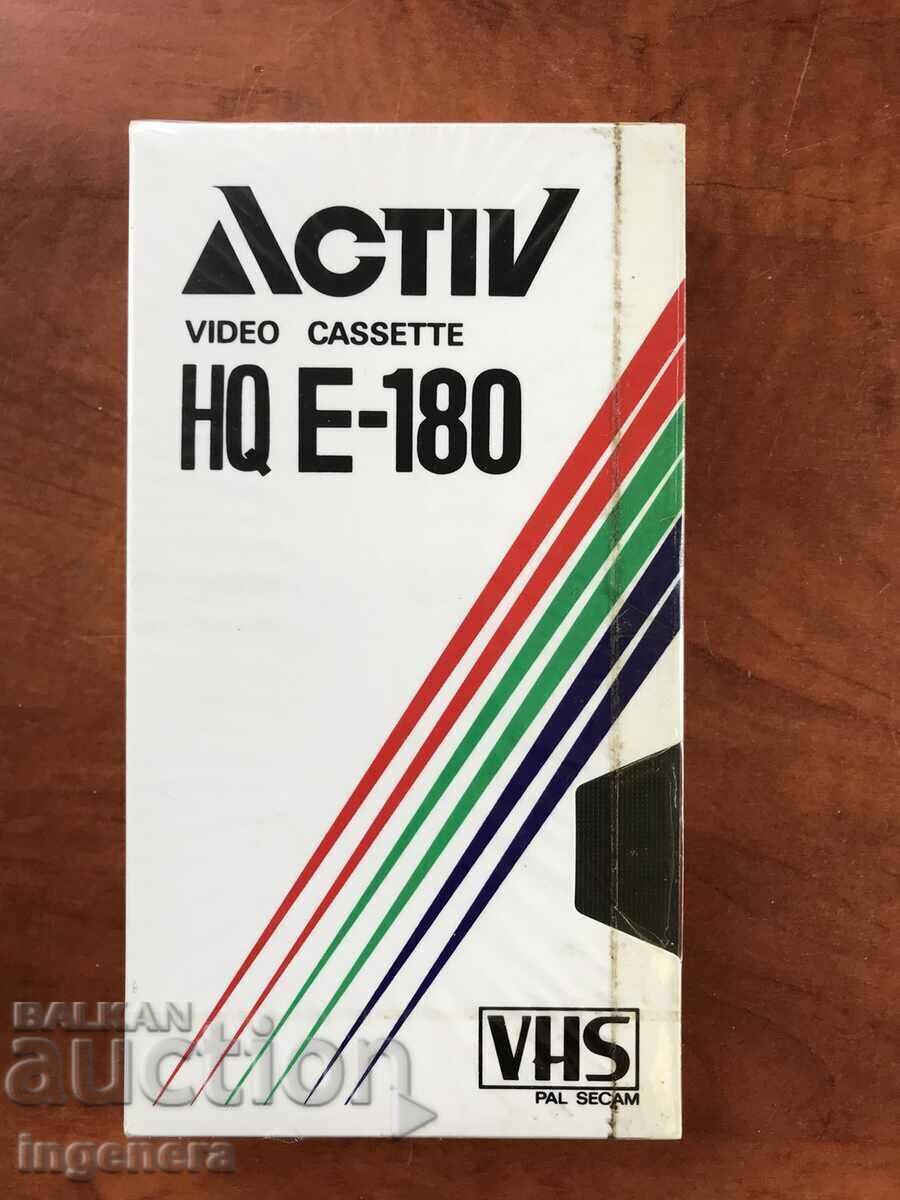 ACTIV
VIDEO CASSETTE
HQ E-180
VHS
PAL SECAM
BALKAN
auction
ingenera